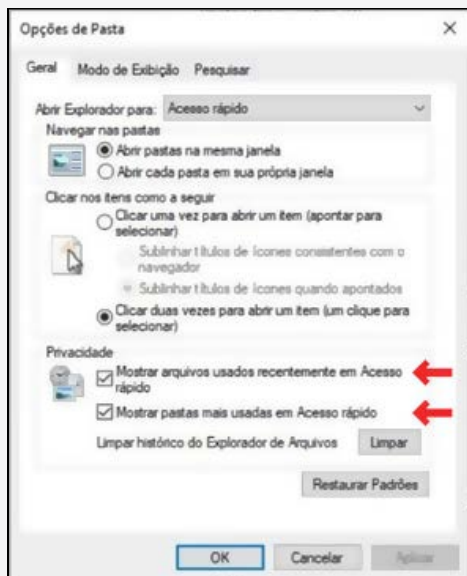 Opções de Pasta
Geral Modo de Exibição Pesquisar
Abrir Explorador para: Acesso rápido
Navegar nas pastas
Abrir pastas na mesma janela
Abrir cada pasta em sua própria janela
Clicar nos itens como a seguir
Clicar uma vez para abrir um item (apontar para
selecionar)
Sublinhar títulos de ícones consistentes com o
navegador
Sublinhar títulos de ícones quando apontados
Clicar duas vezes para abrir um item (um clique para
selecionar)
Privacidade
Mostrar arquivos usados recentemente em Acesso
rápido
Mostrar pastas mais usadas em Acesso rápido
Limpar histórico do Explorador de Arquivos Limpar
Restaurar Padrões
OK Cancelar Aplicar